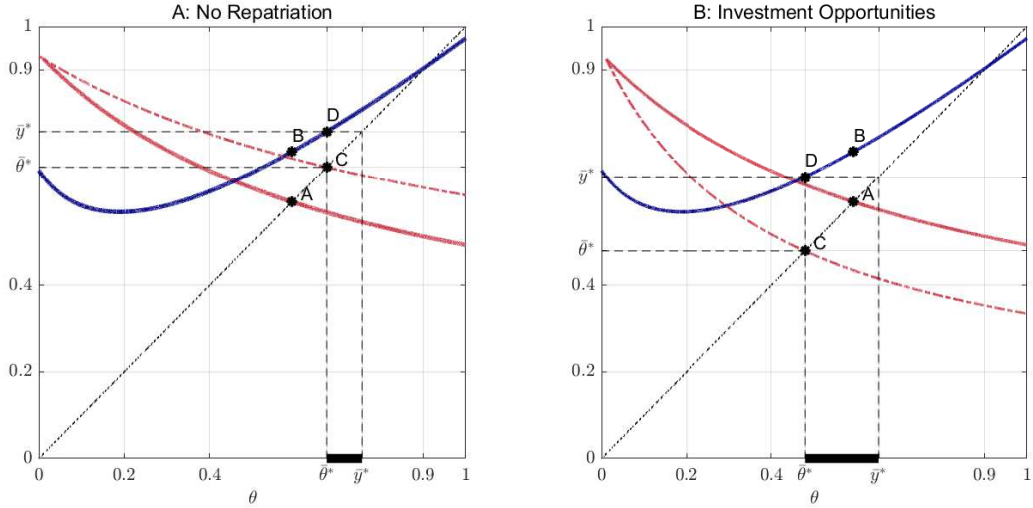 A: No Repatriation
1
0.9
ȳ*
θ̄*
0.4
0.2
0
B
D
C
A
0
0.2
0.4
θ̄*
ȳ*
0.9
1
θ
B: Investment Opportunities
1
0.9
ȳ*
θ̄*
0.4
0.2
0
B
D
A
C
0
0.2
0.4
θ̄*
ȳ*
0.9
1
θ